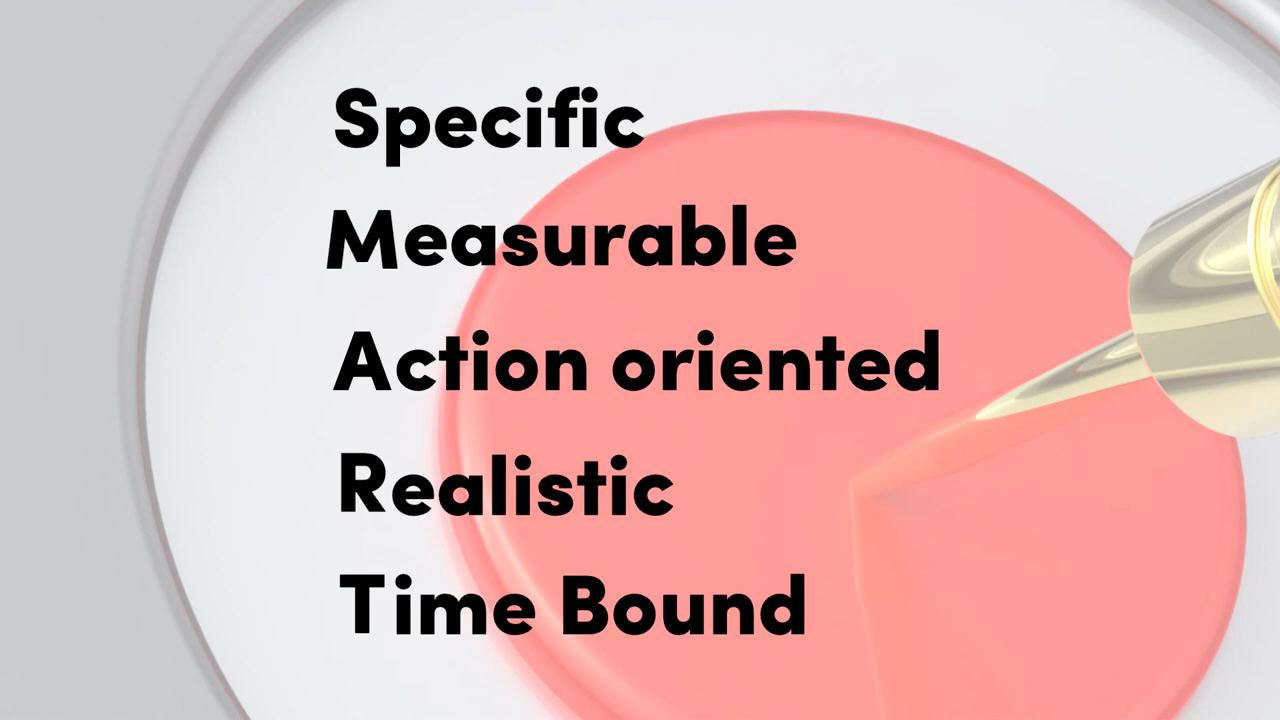 Specific
Measurable
Action oriented
Realistic
Time Bound